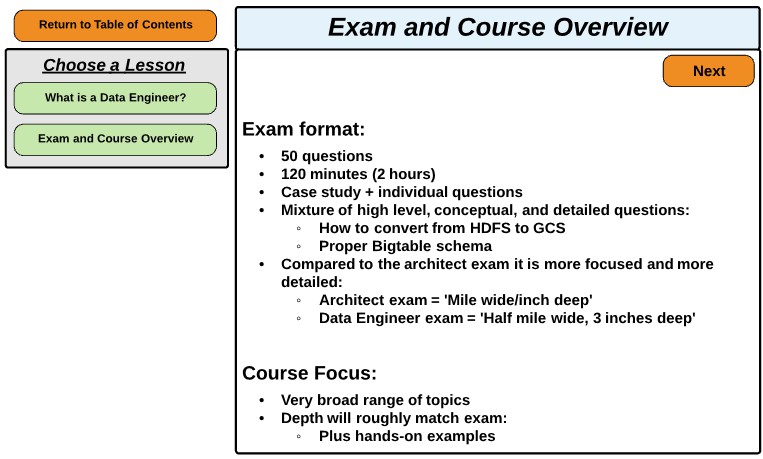 Return to Table of Contents
Choose a Lesson
What is a Data Engineer?
Exam and Course Overview
Exam and Course Overview
Next
Exam format:
• 50 questions
• 120 minutes (2 hours)
• Case study + individual questions
• Mixture of high level, conceptual, and detailed questions:
◦ How to convert from HDFS to GCS
◦ Proper Bigtable schema
• Compared to the architect exam it is more focused and more
detailed:
◦ Architect exam = 'Mile wide/inch deep'
◦ Data Engineer exam = 'Half mile wide, 3 inches deep'
Course Focus:
• Very broad range of topics
• Depth will roughly match exam:
◦ Plus hands-on examples